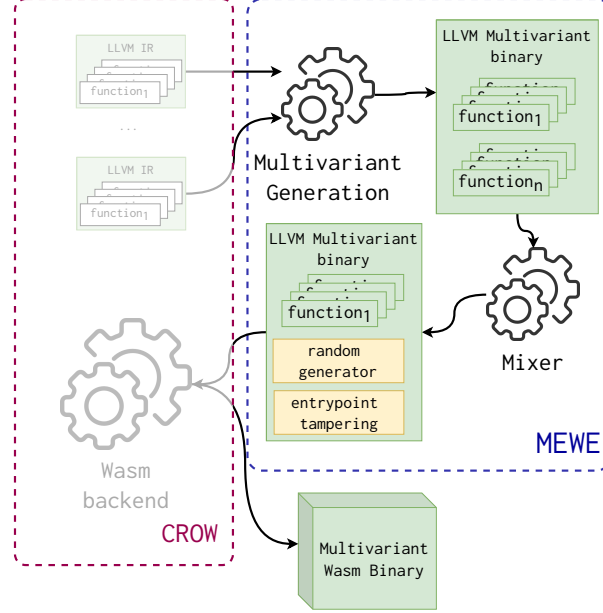 LLVM IR
function1
...
LLVM IR
function1
Multivariant
Generation
LLVM Multivariant
binary
function1
functionn
Mixer
LLVM Multivariant
binary
function1
random
generator
entrypoint
tampering
MEWE
Wasm
backend
CROW
Multivariant
Wasm Binary